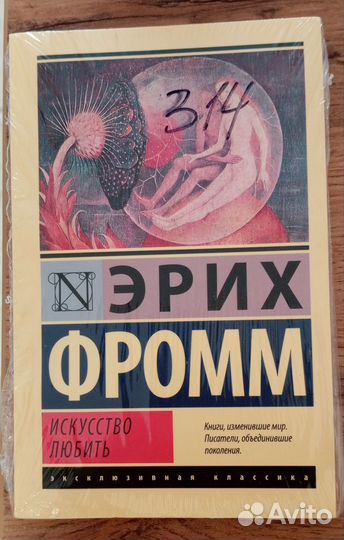 314
N
ЭРИХ
ФРОММ
ИСКУССТВО
ЛЮБИТЬ
Книги, изменившие мир.
Писатели, объединившие
поколения.
эксклюзивная классика
Avito